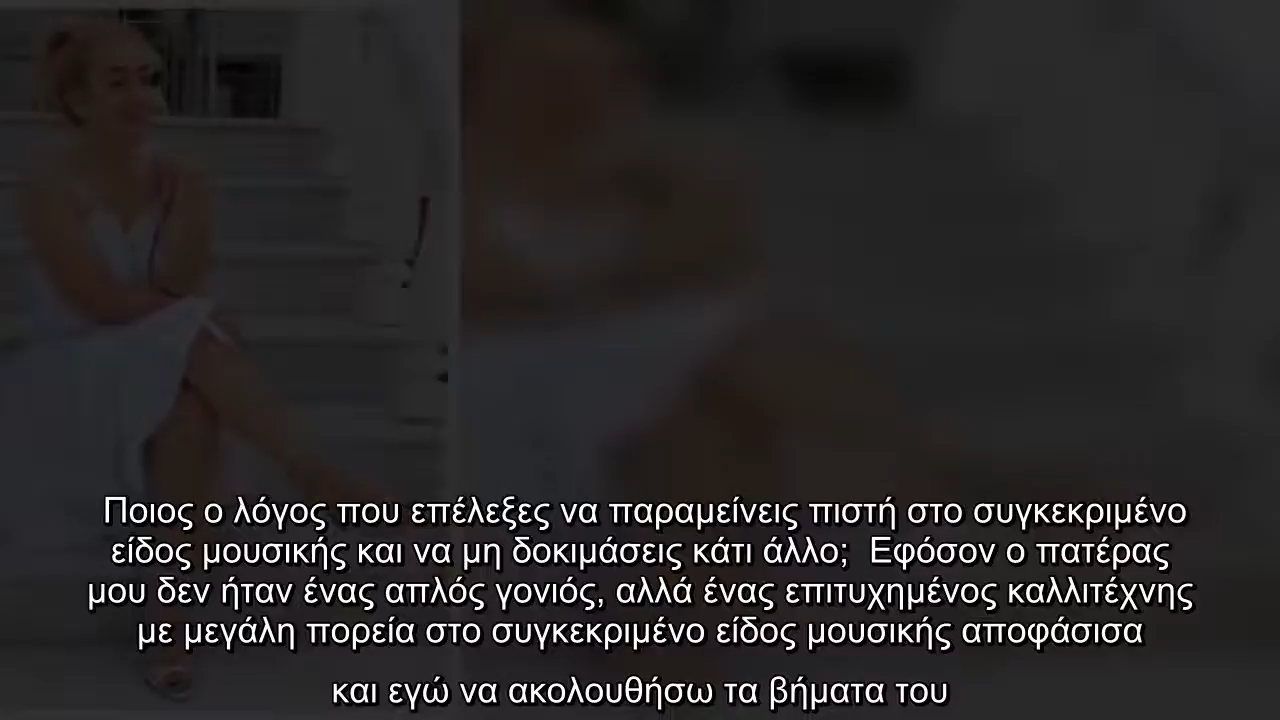 Ποιος ο λόγος που επέλεξες να παραμείνεις πιστή στο συγκεκριμένο
είδος μουσικής και να μη δοκιμάσεις κάτι άλλο;  Εφόσον ο πατέρας
μου δεν ήταν ένας απλός γονιός, αλλά ένας επιτυχημένος καλλιτέχνης
με μεγάλη πορεία στο συγκεκριμένο είδος μουσικής αποφάσισα
και εγώ να ακολουθήσω τα βήματα του